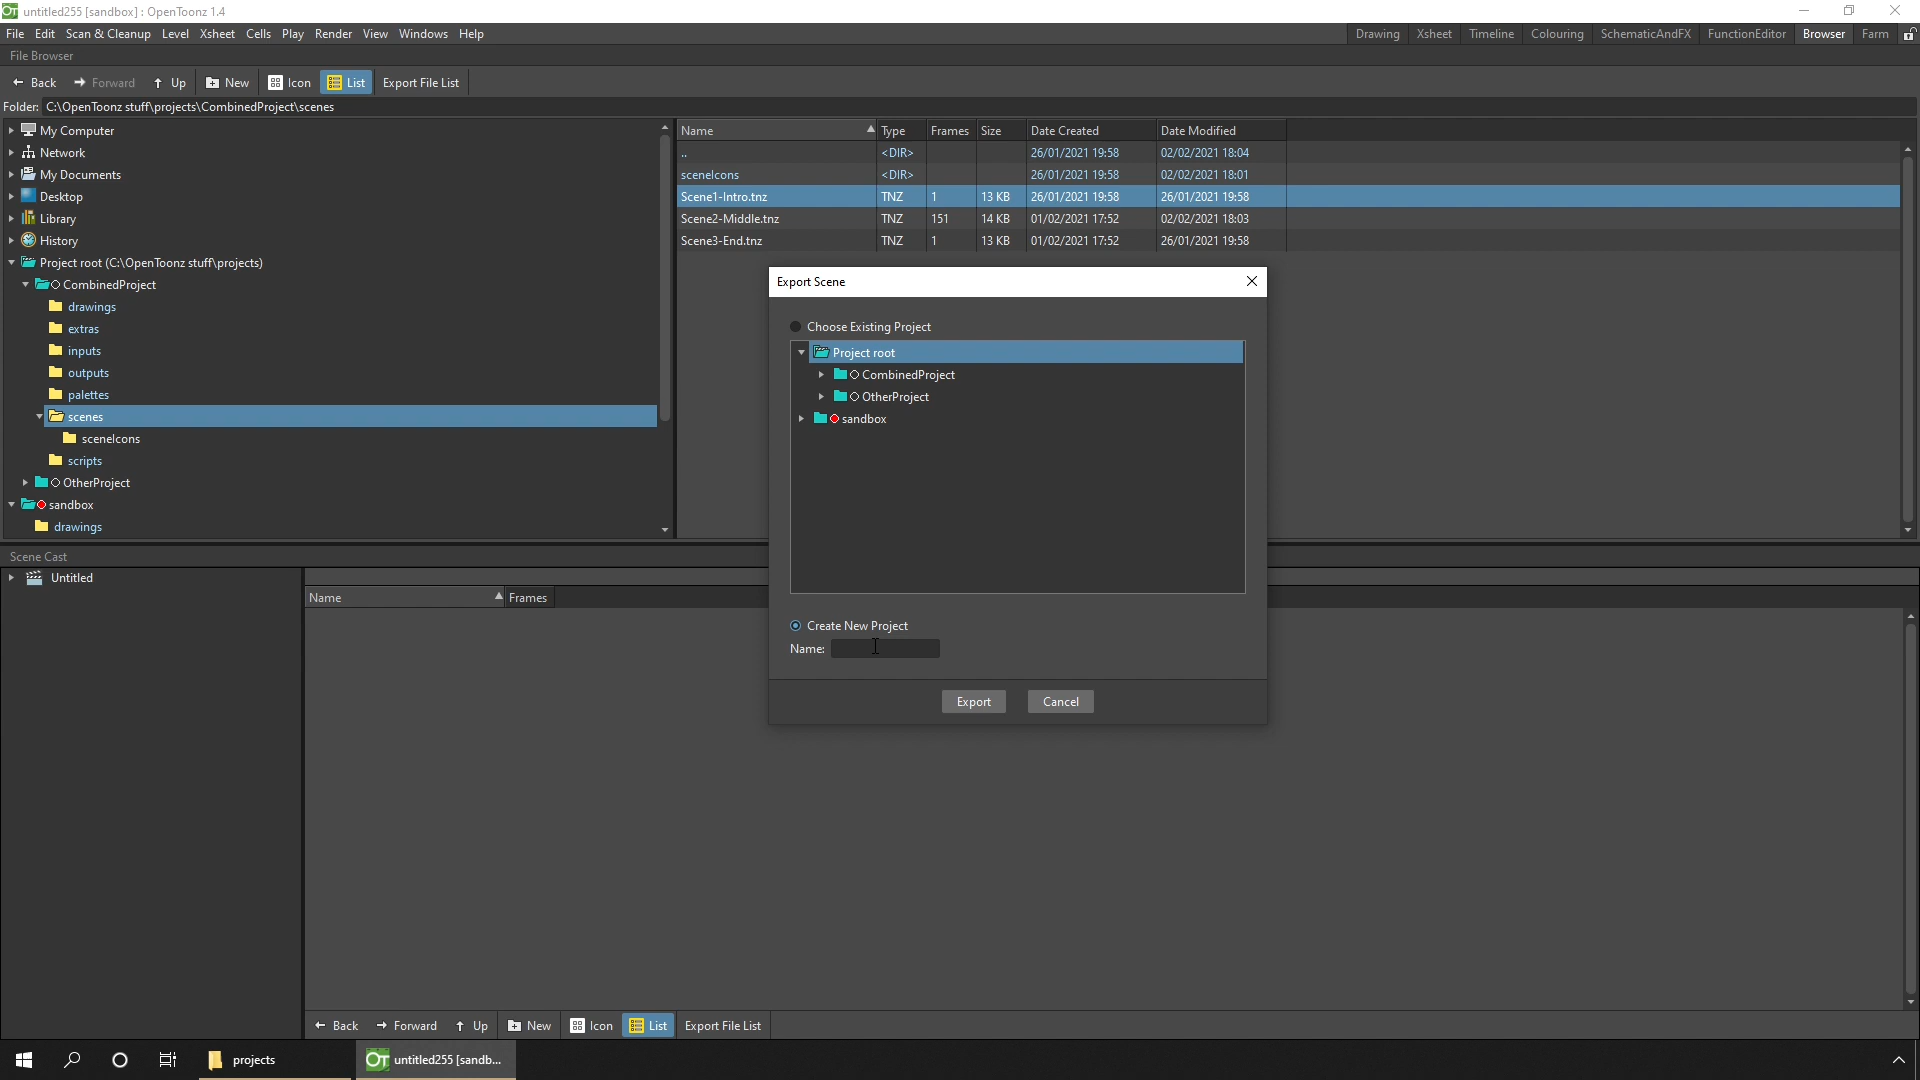 untitled255 [sandbox] : OpenToonz 1.4
File Edit Scan & Cleanup Level Xsheet Cells Play Render View Windows Help
Drawing Xsheet Timeline Colouring SchematicAndFX FunctionEditor Browser Farm
File Browser
Back Forward Up New Icon List Export File List
Folder: C:\OpenToonz stuff\projects\CombinedProject\scenes
My Computer
Network
My Documents
Desktop
Library
History
Project root (C:\OpenToonz stuff\projects)
CombinedProject
drawings
extras
inputs
outputs
palettes
scenes
sceneIcons
scripts
OtherProject
sandbox
drawings
Name Type Frames Size Date Created Date Modified
.. <DIR> 26/01/2021 19:58 02/02/2021 18:04
sceneIcons <DIR> 26/01/2021 19:58 02/02/2021 18:01
Scene1-Intro.tnz TNZ 1 13 KB 26/01/2021 19:58 26/01/2021 19:58
Scene2-Middle.tnz TNZ 151 14 KB 01/02/2021 17:52 02/02/2021 18:03
Scene3-End.tnz TNZ 1 13 KB 01/02/2021 17:52 26/01/2021 19:58
Export Scene
Choose Existing Project
Project root
CombinedProject
OtherProject
sandbox
Create New Project
Name:
Export Cancel
Scene Cast
Untitled
Name Frames
Back Forward Up New Icon List Export File List
projects
OT untitled255 [sandb...